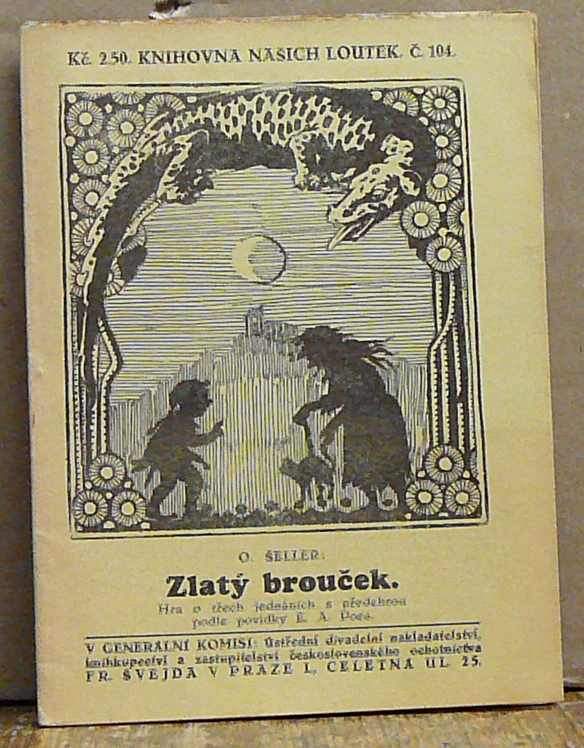 Kč. 2.50. KNIHOVNA NAŠICH LOUTEK. Č. 104.
O. ŠELLER:
Zlatý brouček.
Hra o třech jednáních s předehrou
podle povídky E. A. Poea.
V GENERÁLNÍ KOMISI: Ústřední divadelní nakladatelství,
knihkupectví a zastupitelství československého ochotnictva
FR. ŠVEJDA V PRAZE I., CELETNÁ UL. 25.